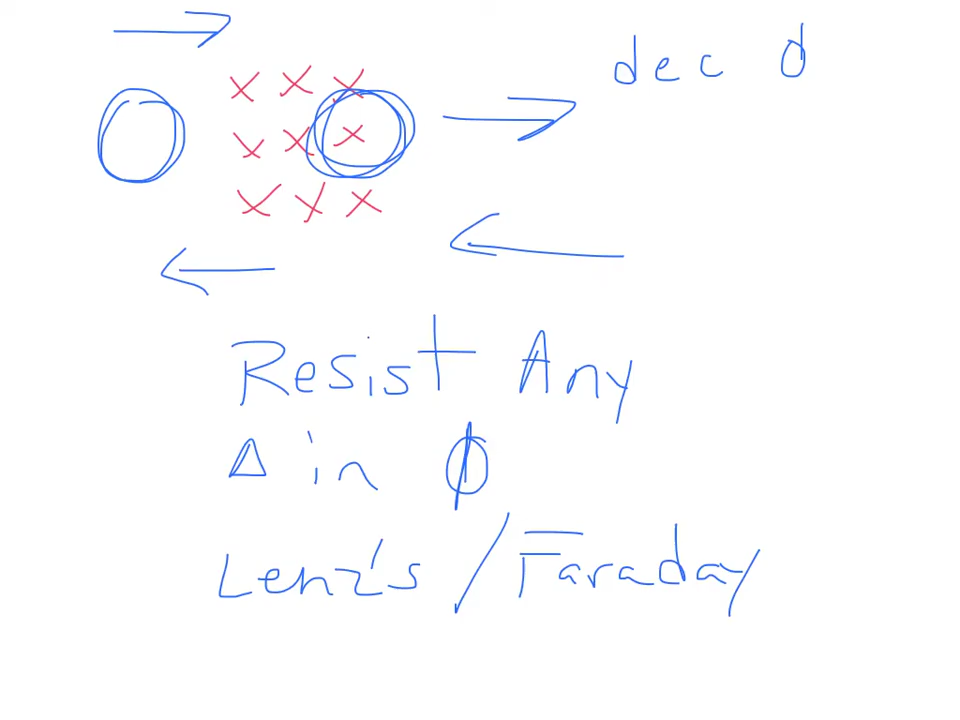 dec ϕ
x x x
x x x
x x x
Resist Any
Δ in ϕ
Lenz's / Faraday